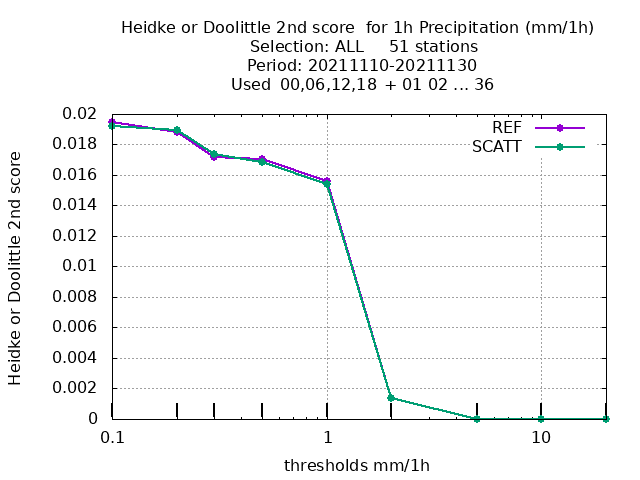 Heidke or Doolittle 2nd score  for 1h Precipitation (mm/1h)
Selection: ALL     51 stations
Period: 20211110-20211130
Used  00,06,12,18  + 01 02 ... 36
REF
SCATT
Heidke or Doolittle 2nd score
0.02
0.018
0.016
0.014
0.012
0.01
0.008
0.006
0.004
0.002
0
0.1
1
10
thresholds mm/1h